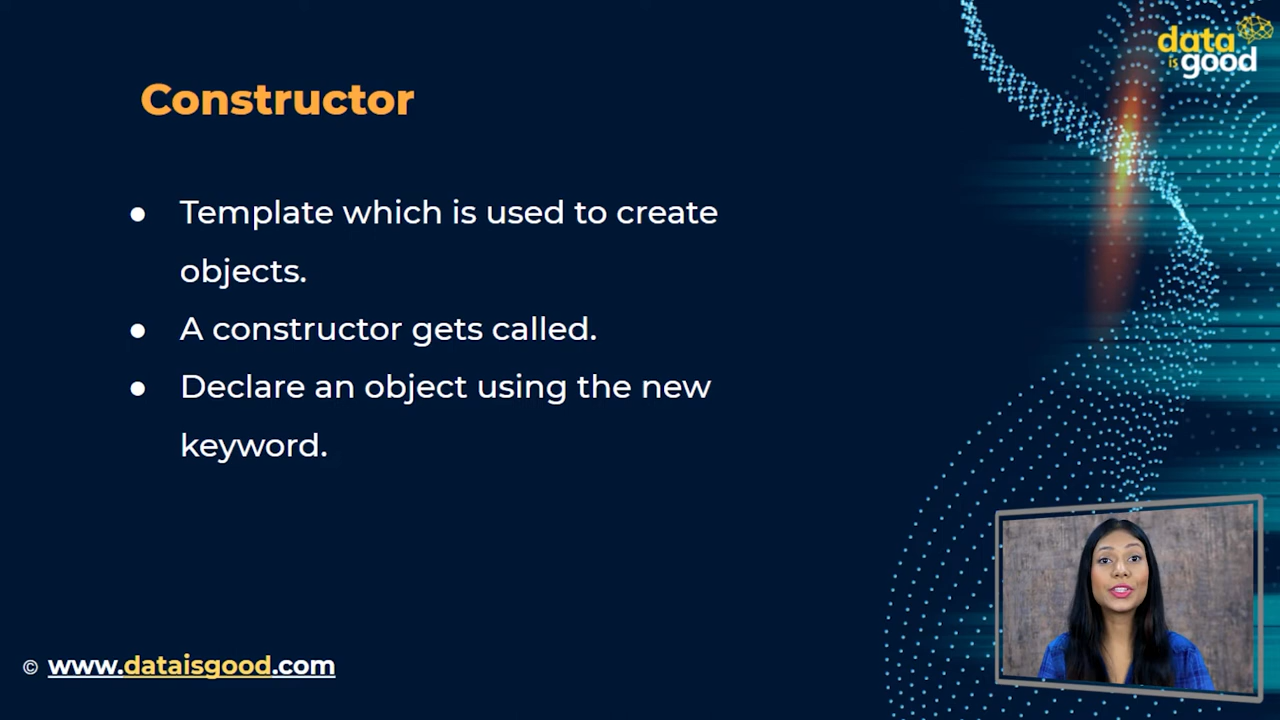 data
is good
Constructor
● Template which is used to create
objects.
● A constructor gets called.
● Declare an object using the new
keyword.
© www.dataisgood.com